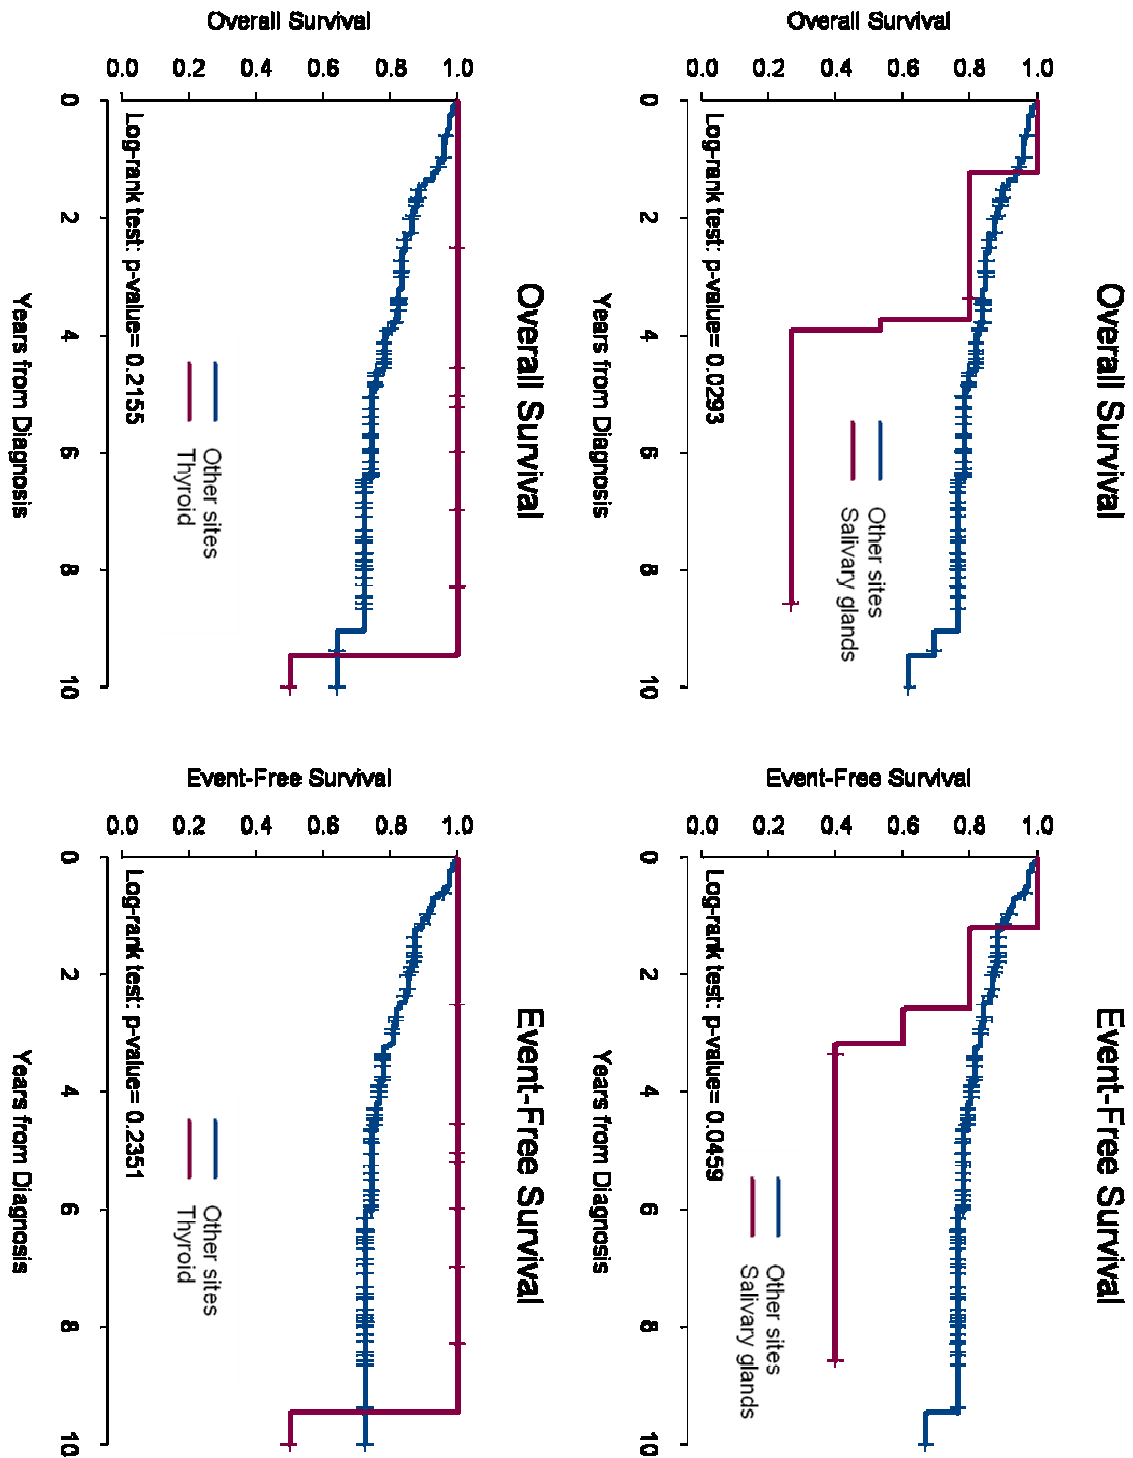 Overall Survival
Overall Survival
1.0
0.8
0.6
0.4
0.2
0.0
Other sites
Salivary glands
Log-rank test: p-value= 0.0293
0 2 4 6 8 10
Years from Diagnosis
Event-Free Survival
Event-Free Survival
1.0
0.8
0.6
0.4
0.2
0.0
Other sites
Salivary glands
Log-rank test: p-value= 0.0459
0 2 4 6 8 10
Years from Diagnosis
Overall Survival
Overall Survival
1.0
0.8
0.6
0.4
0.2
0.0
Other sites
Thyroid
Log-rank test: p-value= 0.2155
0 2 4 6 8 10
Years from Diagnosis
Event-Free Survival
Event-Free Survival
1.0
0.8
0.6
0.4
0.2
0.0
Other sites
Thyroid
Log-rank test: p-value= 0.2351
0 2 4 6 8 10
Years from Diagnosis